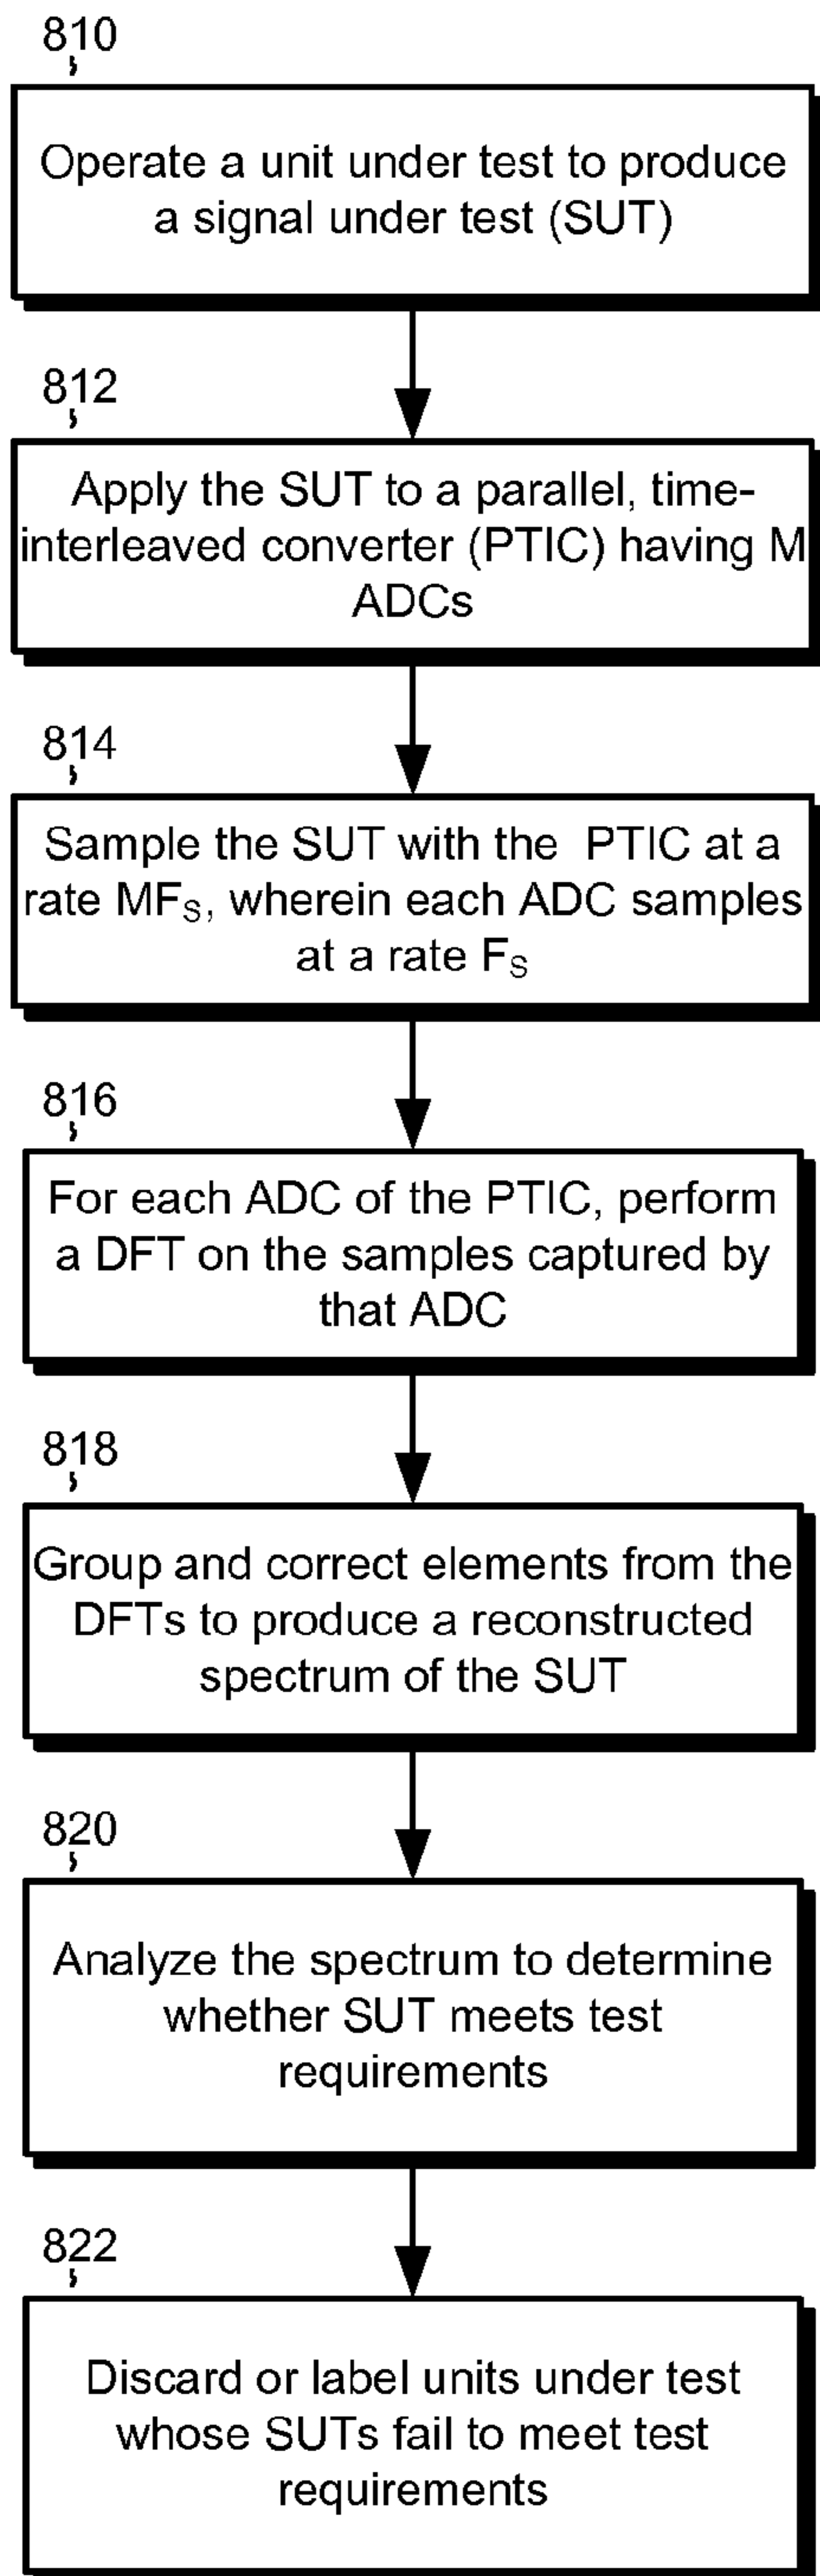 810
Operate a unit under test to produce
a signal under test (SUT)
812
Apply the SUT to a parallel, time-
interleaved converter (PTIC) having M
ADCs
814
Sample the SUT with the PTIC at a
rate MFS, wherein each ADC samples
at a rate FS
816
For each ADC of the PTIC, perform
a DFT on the samples captured by
that ADC
818
Group and correct elements from the
DFTs to produce a reconstructed
spectrum of the SUT
820
Analyze the spectrum to determine
whether SUT meets test
requirements
822
Discard or label units under test
whose SUTs fail to meet test
requirements